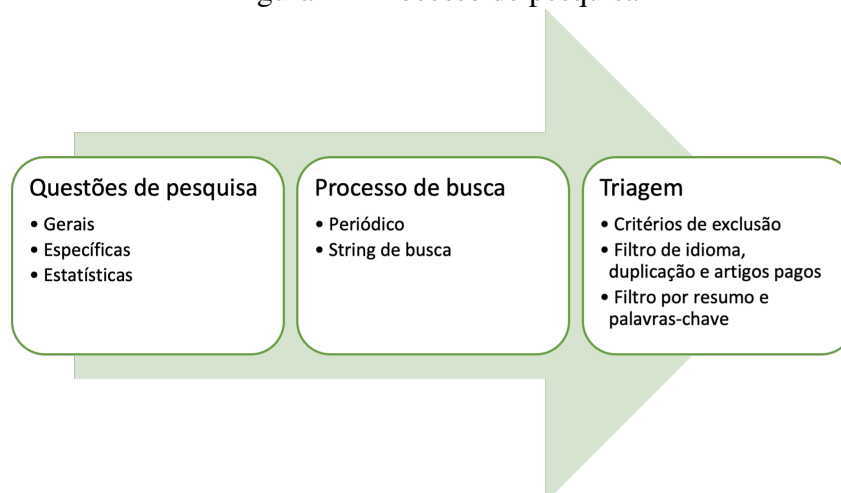 Questões de pesquisa
• Gerais
• Específicas
• Estatísticas
Processo de busca
• Periódico
• String de busca
Triagem
• Critérios de exclusão
• Filtro de idioma,
duplicação e artigos pagos
• Filtro por resumo e
palavras-chave